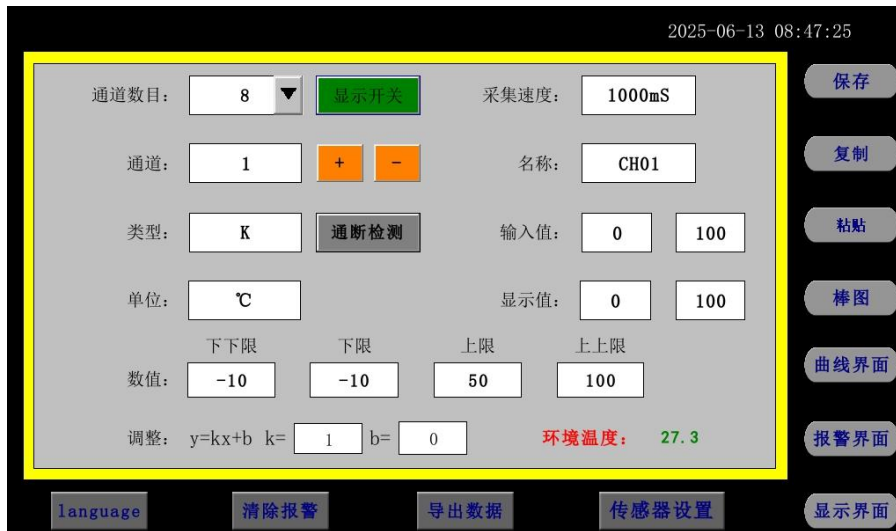 2025-06-13 08:47:25
通道数目： 8 ▼ 显示开关 采集速度： 1000mS
保存
通道： 1 + - 名称： CH01
复制
类型： K 通断检测 输入值： 0 100
粘贴
单位： ℃ 显示值： 0 100
棒图
下下限 下限 上限 上上限
曲线界面
数值： -10 -10 50 100
调整： y=kx+b k= 1 b= 0 环境温度： 27.3
报警界面
language 清除报警 导出数据 传感器设置 显示界面